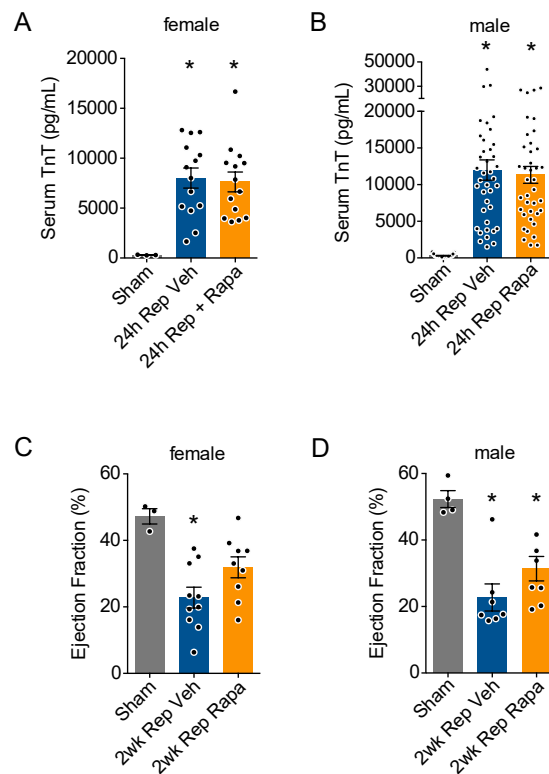 A
female
Serum TnT (pg/mL)
20000
15000
10000
5000
0
*
*
Sham
24h Rep Veh
24h Rep + Rapa
B
male
Serum TnT (pg/mL)
50000
30000
20000
15000
10000
5000
0
*
*
Sham
24h Rep Veh
24h Rep Rapa
C
female
Ejection Fraction (%)
60
40
20
0
*
Sham
2wk Rep Veh
2wk Rep Rapa
D
male
Ejection Fraction (%)
60
40
20
0
*
*
Sham
2wk Rep Veh
2wk Rep Rapa